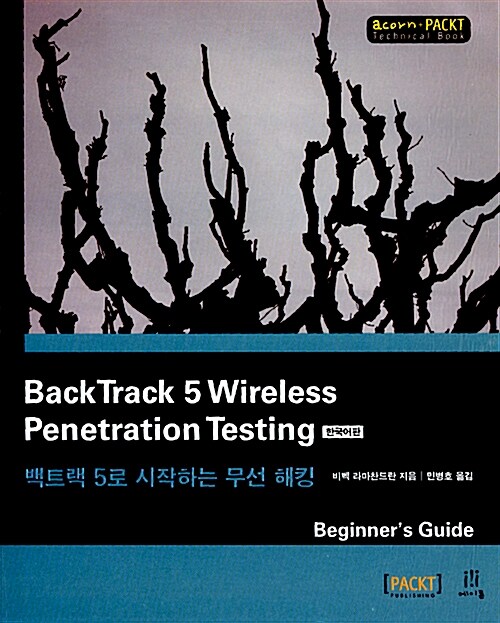 acorn+PACKT
Technical Book
BackTrack 5 Wireless
Penetration Testing 한국어판
백트랙 5로 시작하는 무선 해킹
비벡 라마찬드란 지음 | 민병호 옮김
Beginner's Guide
[PACKT]
PUBLISHING
에이콘